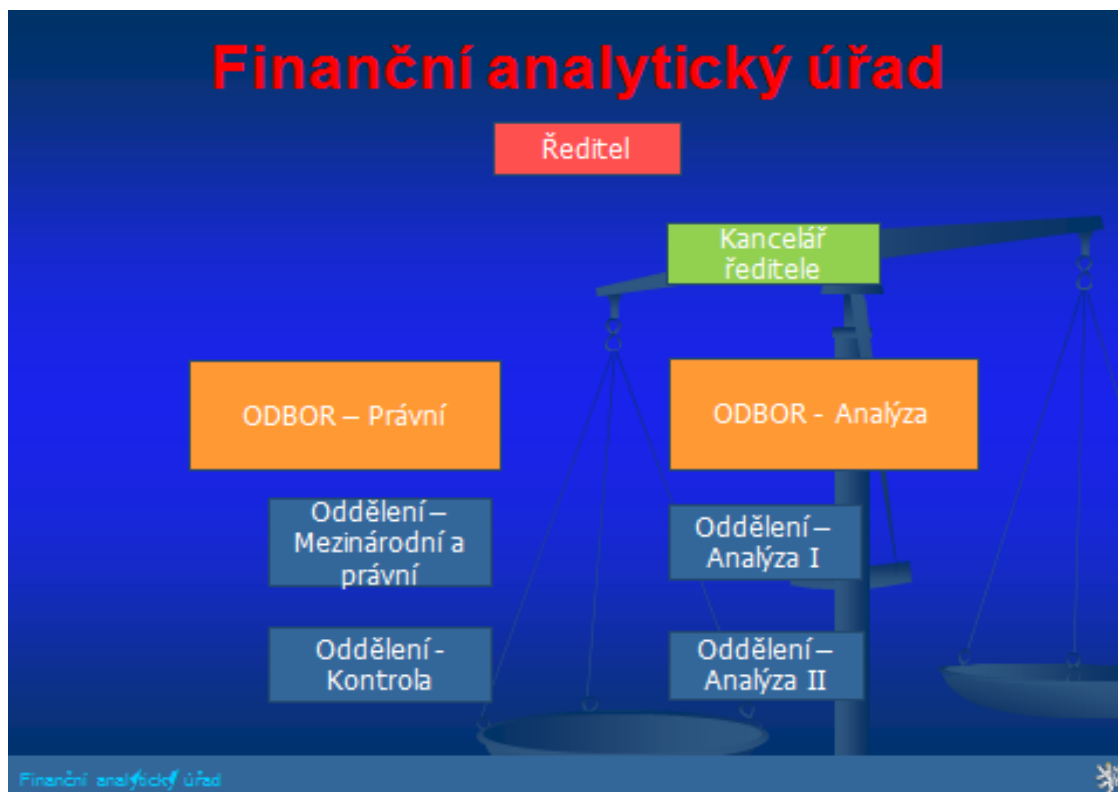 Finanční analytický úřad
Ředitel
Kancelář
ředitele
ODBOR – Právní
ODBOR - Analýza
Oddělení –
Mezinárodní a
právní
Oddělení –
Analýza I
Oddělení -
Kontrola
Oddělení –
Analýza II
Finanční analytický úřad